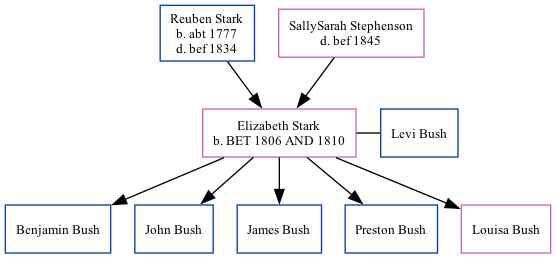 Reuben Stark
b. abt 1777
d. bef 1834
SallySarah Stephenson
d. bef 1845
Elizabeth Stark
b. BET 1806 AND 1810
Levi Bush
Benjamin Bush
John Bush
James Bush
Preston Bush
Louisa Bush